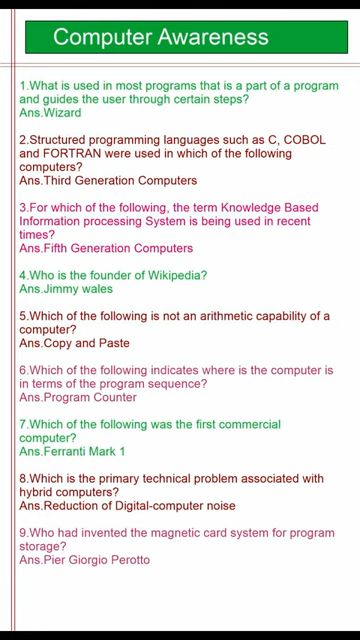 Computer Awareness
1.What is used in most programs that is a part of a program
and guides the user through certain steps?
Ans.Wizard
2.Structured programming languages such as C, COBOL
and FORTRAN were used in which of the following
computers?
Ans.Third Generation Computers
3.For which of the following, the term Knowledge Based
Information processing System is being used in recent
times?
Ans.Fifth Generation Computers
4.Who is the founder of Wikipedia?
Ans.Jimmy wales
5.Which of the following is not an arithmetic capability of a
computer?
Ans.Copy and Paste
6.Which of the following indicates where is the computer is
in terms of the program sequence?
Ans.Program Counter
7.Which of the following was the first commercial
computer?
Ans.Ferranti Mark 1
8.Which is the primary technical problem associated with
hybrid computers?
Ans.Reduction of Digital-computer noise
9.Who had invented the magnetic card system for program
storage?
Ans.Pier Giorgio Perotto